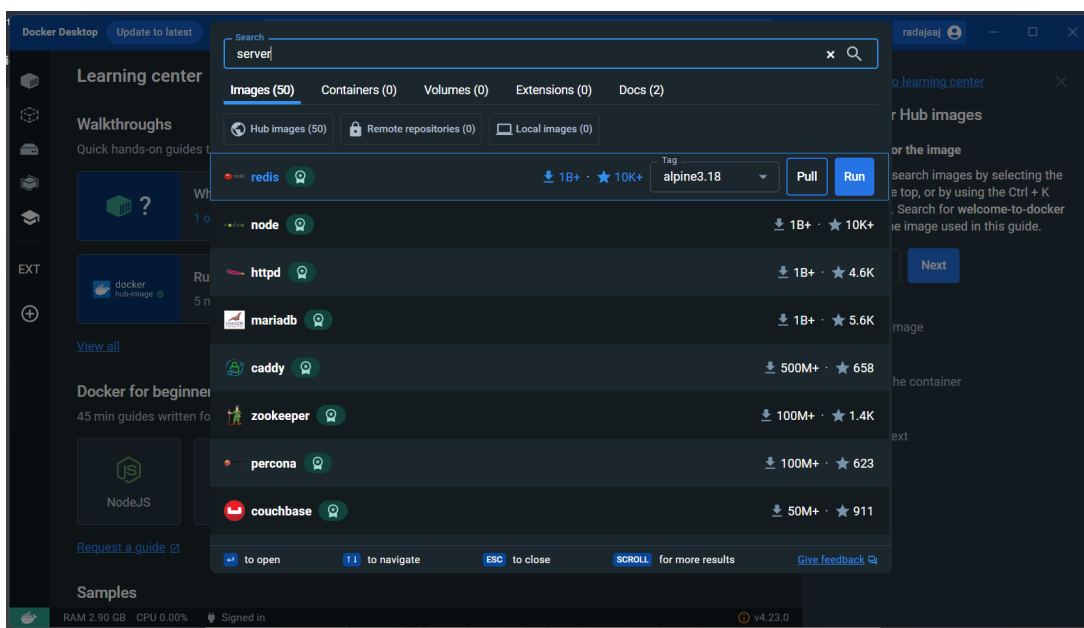 Docker Desktop Update to latest
radajaaj
Search
server
Images (50) Containers (0) Volumes (0) Extensions (0) Docs (2)
Hub images (50) Remote repositories (0) Local images (0)
redis 1B+ · 10K+ Tag alpine3.18 Pull Run
node 1B+ · 10K+
httpd 1B+ · 4.6K
mariadb 1B+ · 5.6K
caddy 500M+ · 658
zookeeper 100M+ · 1.4K
percona 100M+ · 623
couchbase 50M+ · 911
to open to navigate ESC to close SCROLL for more results Give feedback
EXT
Learning center
Walkthroughs
Quick hands-on guides
?
docker
hub-image
View all
Docker for
45 min guides written
JS
NodeJS
Request a guide
Samples
to learning center
Hub images
the image
search images by selecting the
top, or by using the Ctrl + K
. Search for welcome-to-docker
image used in this guide.
Next
container
RAM 2.90 GB CPU 0.00% Signed in v4.23.0